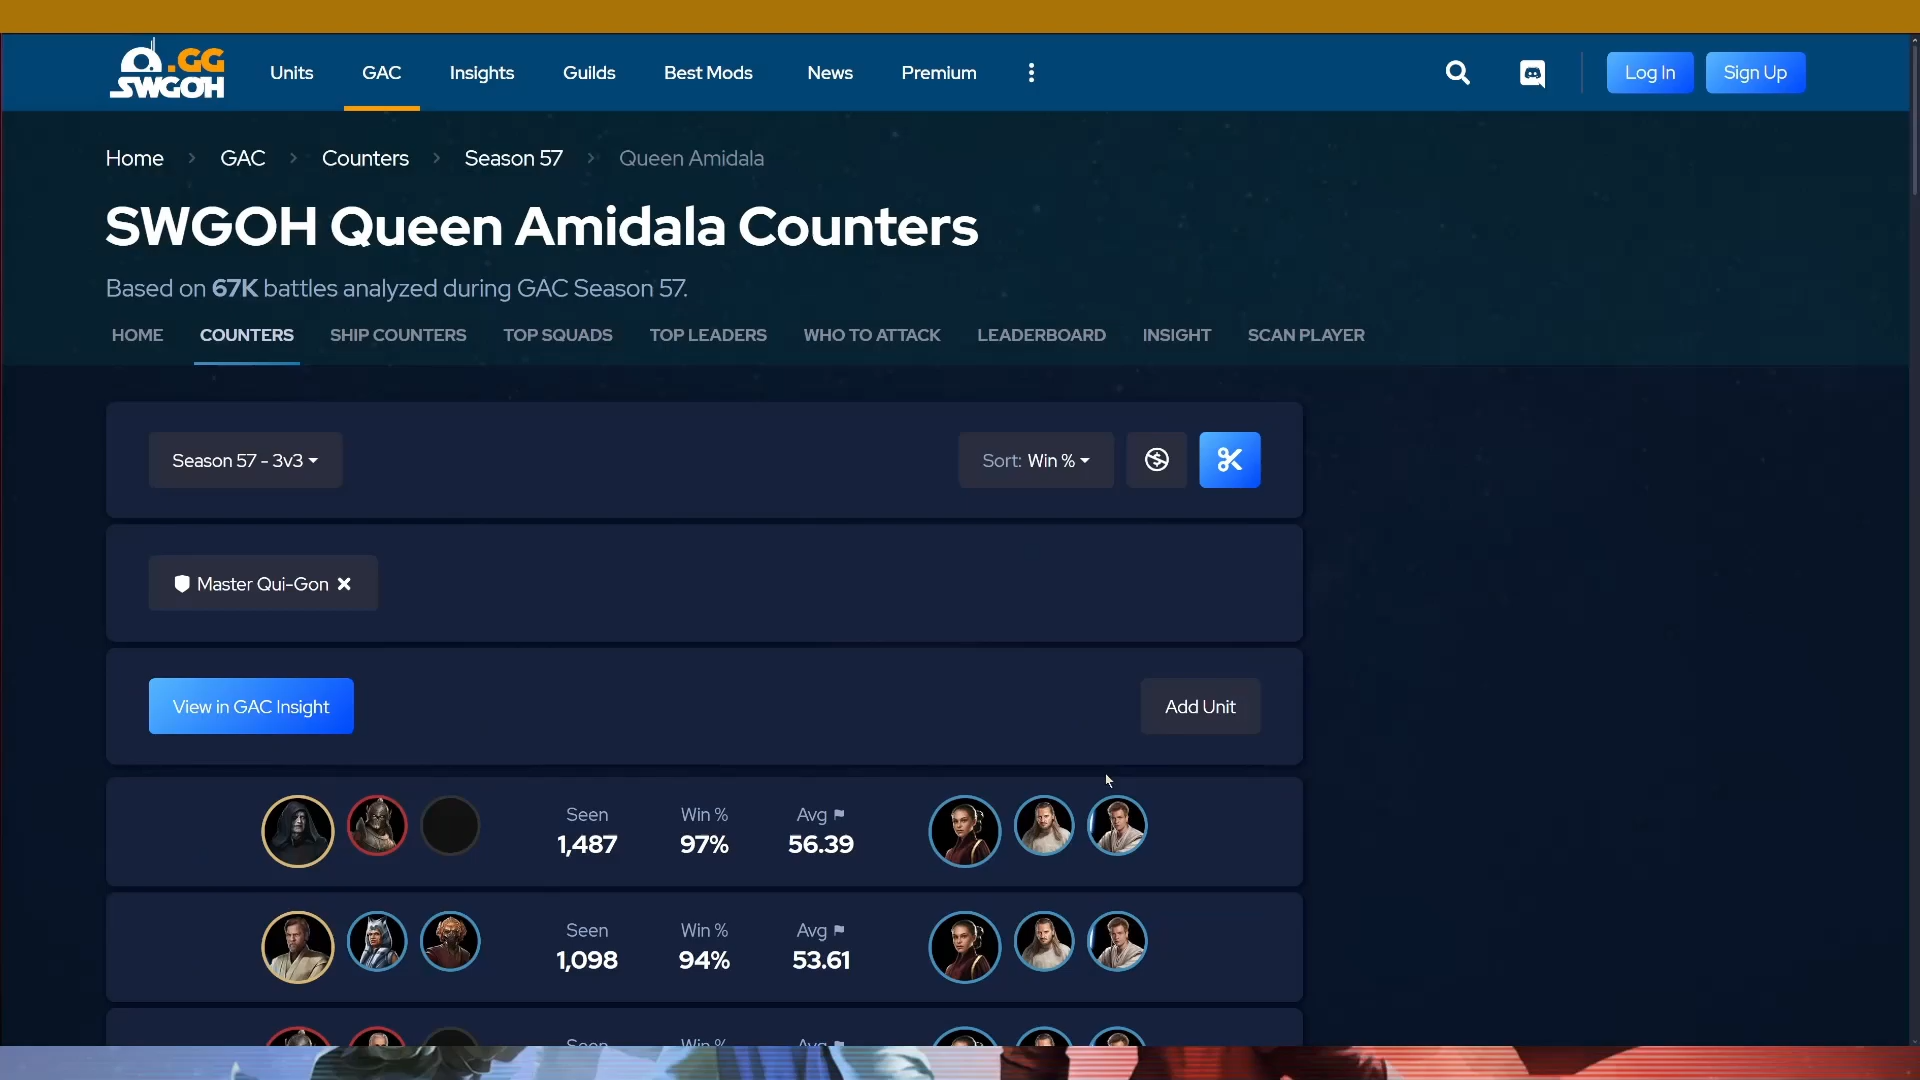 .GG
SWGOH
Units
GAC
Insights
Guilds
Best Mods
News
Premium
Log In
Sign Up
Home > GAC > Counters > Season 57 > Queen Amidala
SWGOH Queen Amidala Counters
Based on 67K battles analyzed during GAC Season 57.
HOME
COUNTERS
SHIP COUNTERS
TOP SQUADS
TOP LEADERS
WHO TO ATTACK
LEADERBOARD
INSIGHT
SCAN PLAYER
Season 57 - 3v3
Sort: Win %
Master Qui-Gon
View in GAC Insight
Add Unit
Seen
1,487
Win %
97%
Avg
56.39
Seen
1,098
Win %
94%
Avg
53.61
Seen
Win %
Avg